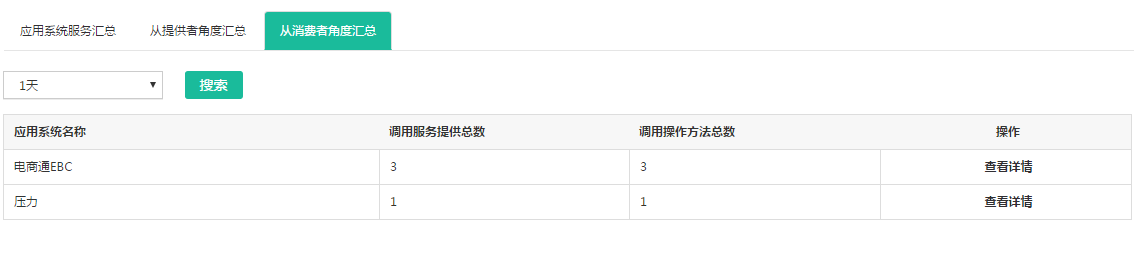 应用系统服务汇总 从提供者角度汇总 从消费者角度汇总
1天 搜索
应用系统名称 调用服务提供总数 调用操作方法总数 操作
电商通EBC 3 3 查看详情
压力 1 1 查看详情